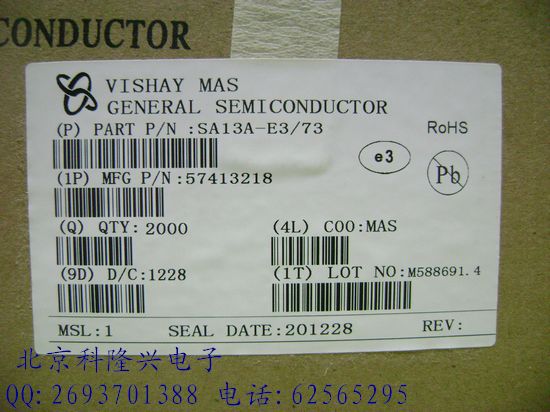 CONDUCTOR
VISHAY MAS
GENERAL SEMICONDUCTOR
(P) PART P/N :SA13A-E3/73
RoHS
e3
Pb
(1P) MFG P/N:57413218
(Q) QTY:2000
(4L) COO:MAS
(9D) D/C:1228
(1T) LOT NO:M588691.4
MSL:1 SEAL DATE:201228 REV:
北京科隆兴电子
QQ:2693701388 电话:62565295